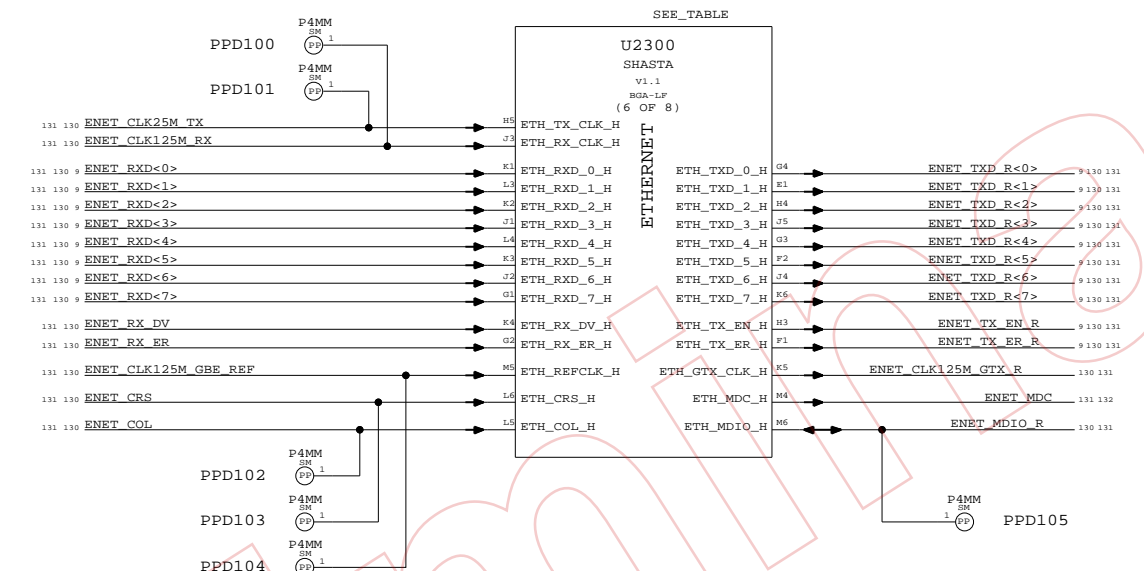 SEE_TABLE
P4MM
SM
PPD100 PP 1
P4MM
SM
PPD101 PP 1
U2300
SHASTA
V1.1
BGA-LF
(6 OF 8)
ETHERNET
131 130 ENET_CLK25M_TX H5 ETH_TX_CLK_H
131 130 ENET_CLK125M_RX J3 ETH_RX_CLK_H
131 130 9 ENET_RXD<0> K1 ETH_RXD_0_H ETH_TXD_0_H G4 ENET_TXD_R<0> 9 130 131
131 130 9 ENET_RXD<1> L3 ETH_RXD_1_H ETH_TXD_1_H E1 ENET_TXD_R<1> 9 130 131
131 130 9 ENET_RXD<2> K2 ETH_RXD_2_H ETH_TXD_2_H H4 ENET_TXD_R<2> 9 130 131
131 130 9 ENET_RXD<3> J1 ETH_RXD_3_H ETH_TXD_3_H J5 ENET_TXD_R<3> 9 130 131
131 130 9 ENET_RXD<4> L4 ETH_RXD_4_H ETH_TXD_4_H G3 ENET_TXD_R<4> 9 130 131
131 130 9 ENET_RXD<5> K3 ETH_RXD_5_H ETH_TXD_5_H F2 ENET_TXD_R<5> 9 130 131
131 130 9 ENET_RXD<6> J2 ETH_RXD_6_H ETH_TXD_6_H J4 ENET_TXD_R<6> 9 130 131
131 130 9 ENET_RXD<7> G1 ETH_RXD_7_H ETH_TXD_7_H K6 ENET_TXD_R<7> 9 130 131
131 130 ENET_RX_DV K4 ETH_RX_DV_H ETH_TX_EN_H H3 ENET_TX_EN_R 9 130 131
131 130 ENET_RX_ER G2 ETH_RX_ER_H ETH_TX_ER_H F1 ENET_TX_ER_R 9 130 131
131 130 ENET_CLK125M_GBE_REF M5 ETH_REFCLK_H ETH_GTX_CLK_H K5 ENET_CLK125M_GTX_R 130 131
131 130 ENET_CRS L6 ETH_CRS_H ETH_MDC_H M4 ENET_MDC 131 132
131 130 ENET_COL L5 ETH_COL_H ETH_MDIO_H M6 ENET_MDIO_R 130 131
P4MM
SM
PPD102 PP 1
P4MM
SM
PPD103 PP 1
P4MM
SM
1 PP PPD105
P4MM
SM
PPD104 PP 1